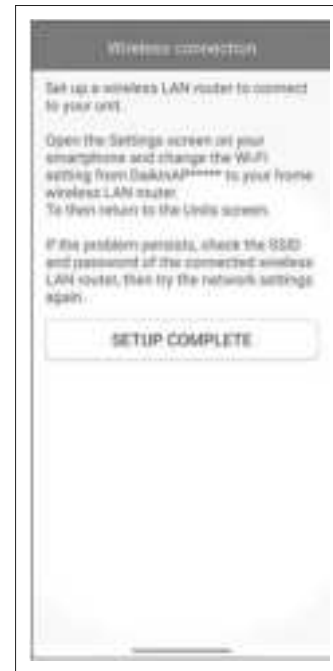 Wireless connection
Set up a wireless LAN router to connect
to your unit.
Open the Settings screen on your
smartphone and change the Wi-Fi
setting from DaikinAP***** to your home
wireless LAN router.
To then return to the Units screen.
If the problem persists, check the SSID
and password of the connected wireless
LAN router, then try the network settings
again.
SETUP COMPLETE